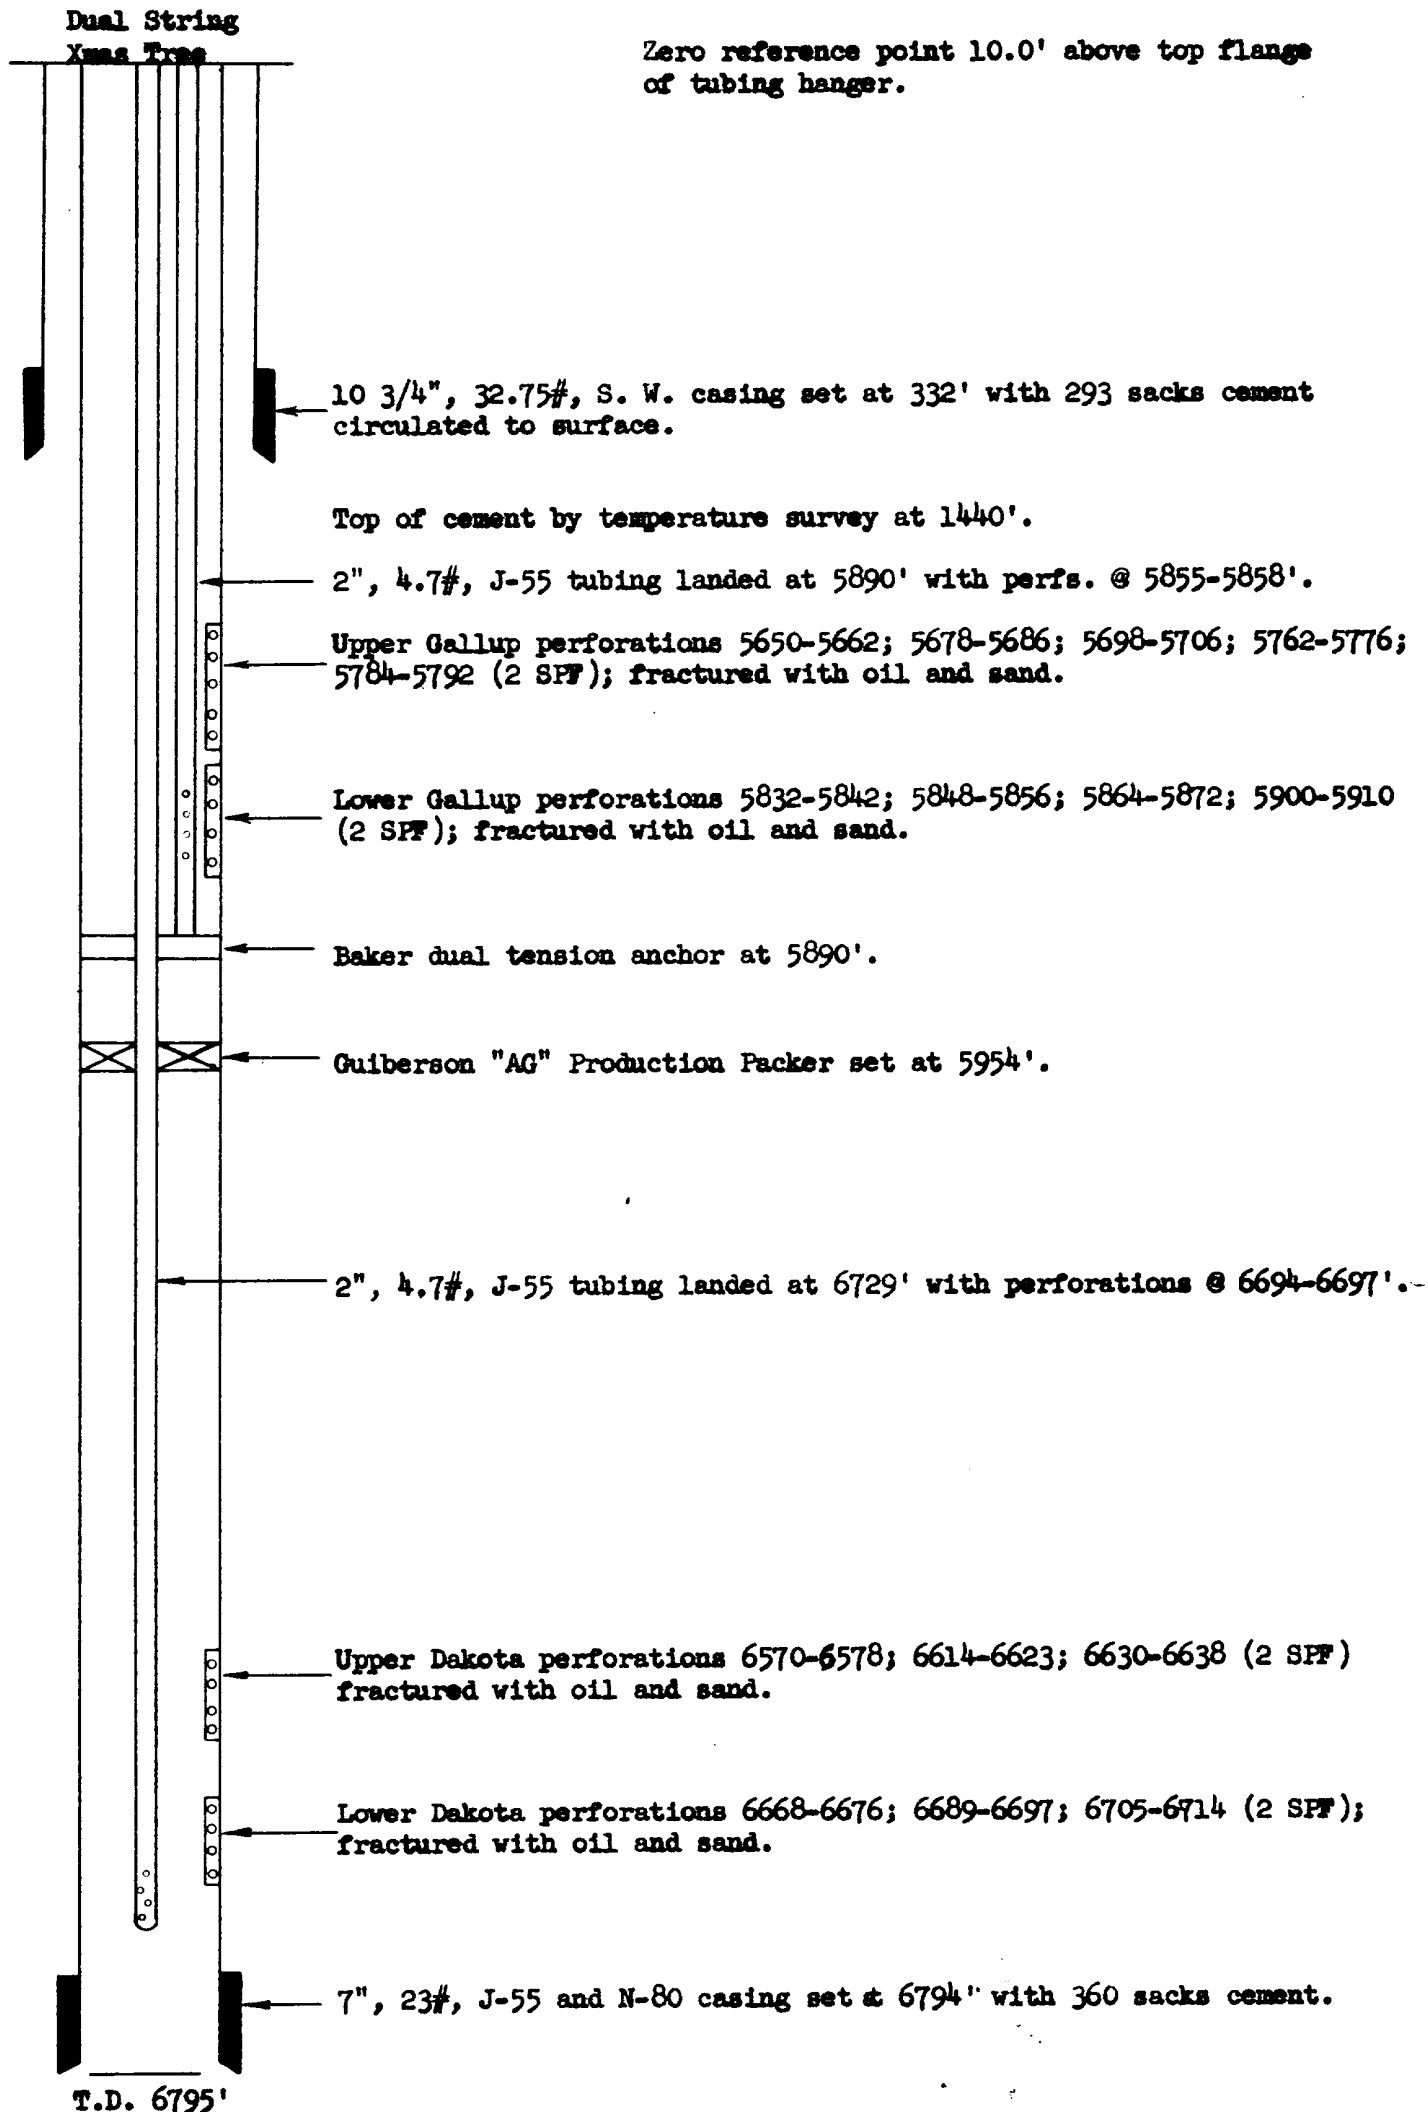 Dual String
Xmas Tree
Zero reference point 10.0' above top flange
of tubing hanger.
10 3/4", 32.75#, S. W. casing set at 332' with 293 sacks cement
circulated to surface.
Top of cement by temperature survey at 1440'.
2", 4.7#, J-55 tubing landed at 5890' with perfs. @ 5855-5858'.
Upper Gallup perforations 5650-5662; 5678-5686; 5698-5706; 5762-5776;
5784-5792 (2 SPF); fractured with oil and sand.
Lower Gallup perforations 5832-5842; 5848-5856; 5864-5872; 5900-5910
(2 SPF); fractured with oil and sand.
Baker dual tension anchor at 5890'.
Guiberson "AG" Production Packer set at 5954'.
2", 4.7#, J-55 tubing landed at 6729' with perforations @ 6694-6697'.
Upper Dakota perforations 6570-6578; 6614-6623; 6630-6638 (2 SPF)
fractured with oil and sand.
Lower Dakota perforations 6668-6676; 6689-6697; 6705-6714 (2 SPF);
fractured with oil and sand.
7", 23#, J-55 and N-80 casing set at 6794' with 360 sacks cement.
T.D. 6795'